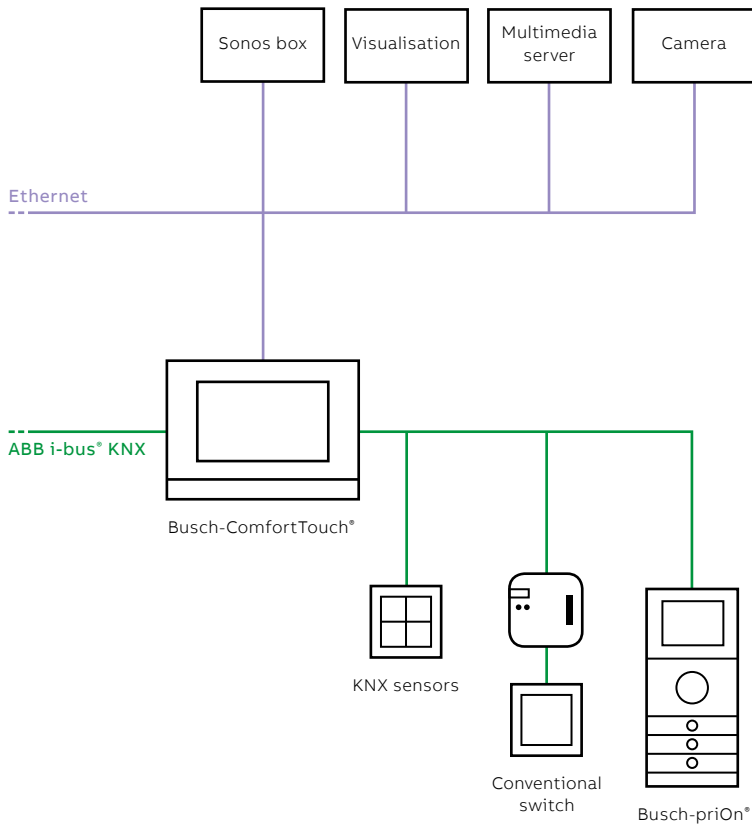 Sonos box
Visualisation
Multimedia
server
Camera
Ethernet
ABB i-bus® KNX
Busch-ComfortTouch®
KNX sensors
Conventional
switch
Busch-priOn®